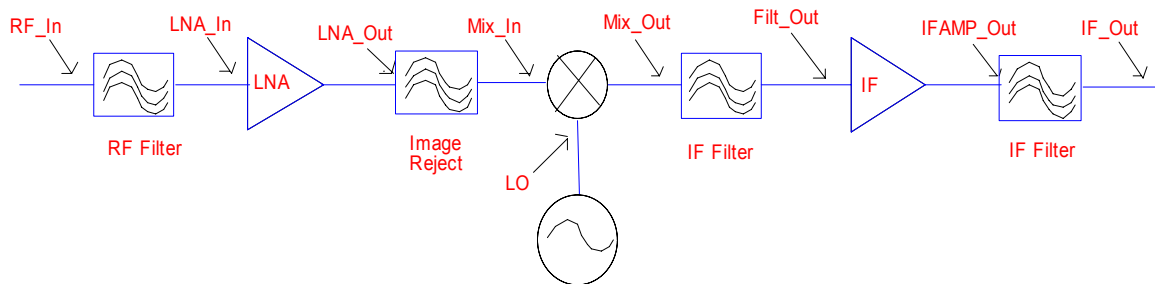 RF_In
LNA_In
LNA_Out
Mix_In
Mix_Out
Filt_Out
IFAMP_Out
IF_Out
LNA
IF
RF Filter
Image
Reject
IF Filter
IF Filter
LO